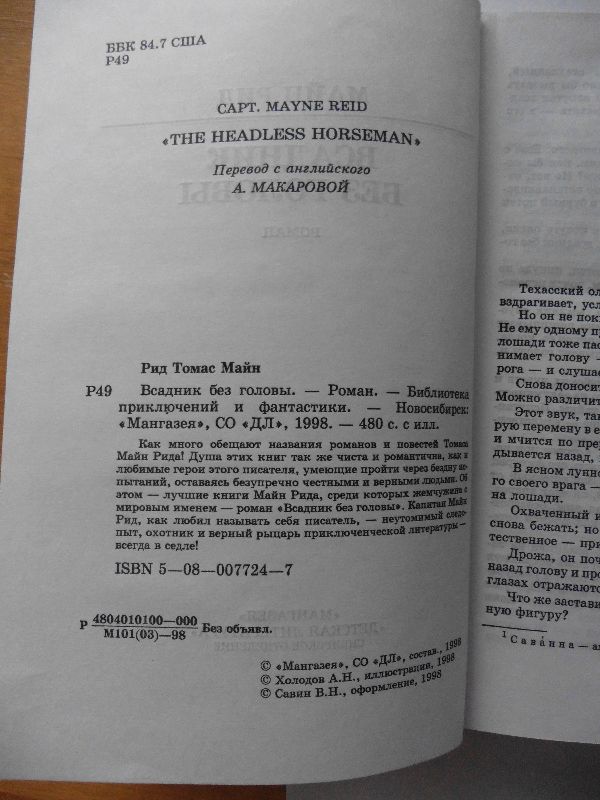 ББК 84.7 США
Р49
CAPT. MAYNE REID
«THE HEADLESS HORSEMAN»
Перевод с английского
А. МАКАРОВОЙ
Рид Томас Майн
Р49 Всадник без головы. — Роман. — Библиотека
приключений и фантастики. — Новосибирск:
«Мангазея», СО «ДЛ», 1998. — 480 с. с илл.
Как много обещают названия романов и повестей Томаса
Майн Рида! Душа этих книг так же чиста и романтична, как и
любимые герои этого писателя, умеющие пройти через бездну ис-
пытаний, оставаясь безупречно честными и верными людьми. Об
этом — лучшие книги Майн Рида, среди которых жемчужина с
мировым именем — роман «Всадник без головы». Капитан Майн
Рид, как любил называть себя писатель, — неутомимый следо-
пыт, охотник и верный рыцарь приключенческой литературы —
всегда в седле!
ISBN 5—08—007724—7
Р 4804010100—000
М101(03)—98 Без объявл.
© «Мангазея», СО «ДЛ», состав., 1998
© Холодов А.Н., иллюстрации, 1998
© Савин В.Н., оформление, 1998
Техасский ол
вздрагивает, усл
Но он не пок
Не ему одному п
лошади тоже пас
нимает голову —
рога — и слушае
Снова доносит
Можно различит
Этот звук, та
рую перемену в е
и мчится по пре
дывается назад,
В ясном лунно
го своего врага —
на лошади.
Охваченный и
снова бежать; но
тественное — при
Дрожа, он поч
назад голову и про
глазах отражаютс
Что же застави
ную фигуру?
1 Саванна — а